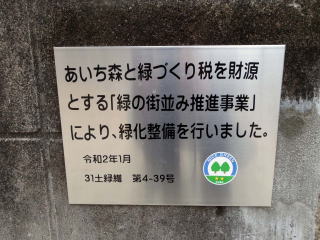 あいち森と緑づくり税を財源
とする「緑の街並み推進事業」
により、緑化整備を行いました。
令和2年1月
31土緑織 第4-39号